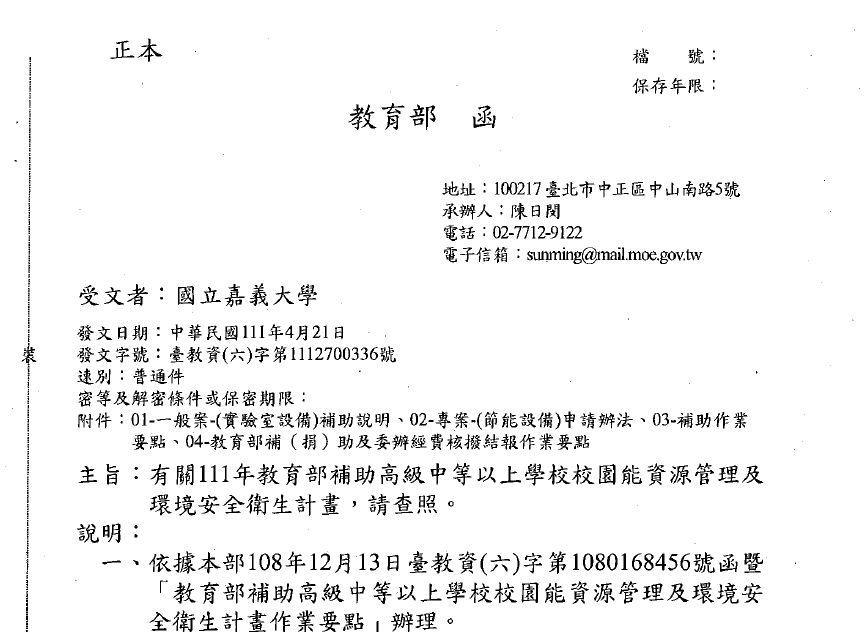 正本
檔 號：
保存年限：
教育部 函
地址：100217臺北市中正區中山南路5號
承辦人：陳日閔
電話：02-7712-9122
電子信箱：sunming@mail.moe.gov.tw
受文者：國立嘉義大學
發文日期：中華民國111年4月21日
發文字號：臺教資(六)字第1112700336號
速別：普通件
密等及解密條件或保密期限：
附件：01-一般案-(實驗室設備)補助說明、02-專案-(節能設備)申請辦法、03-補助作業
要點、04-教育部補（捐）助及委辦經費核撥結報作業要點
主旨：有關111年教育部補助高級中等以上學校校園能資源管理及
環境安全衛生計畫，請查照。
說明：
一、依據本部108年12月13日臺教資(六)字第1080168456號函暨
「教育部補助高級中等以上學校校園能資源管理及環境安
全衛生計畫作業要點」辦理。
裝